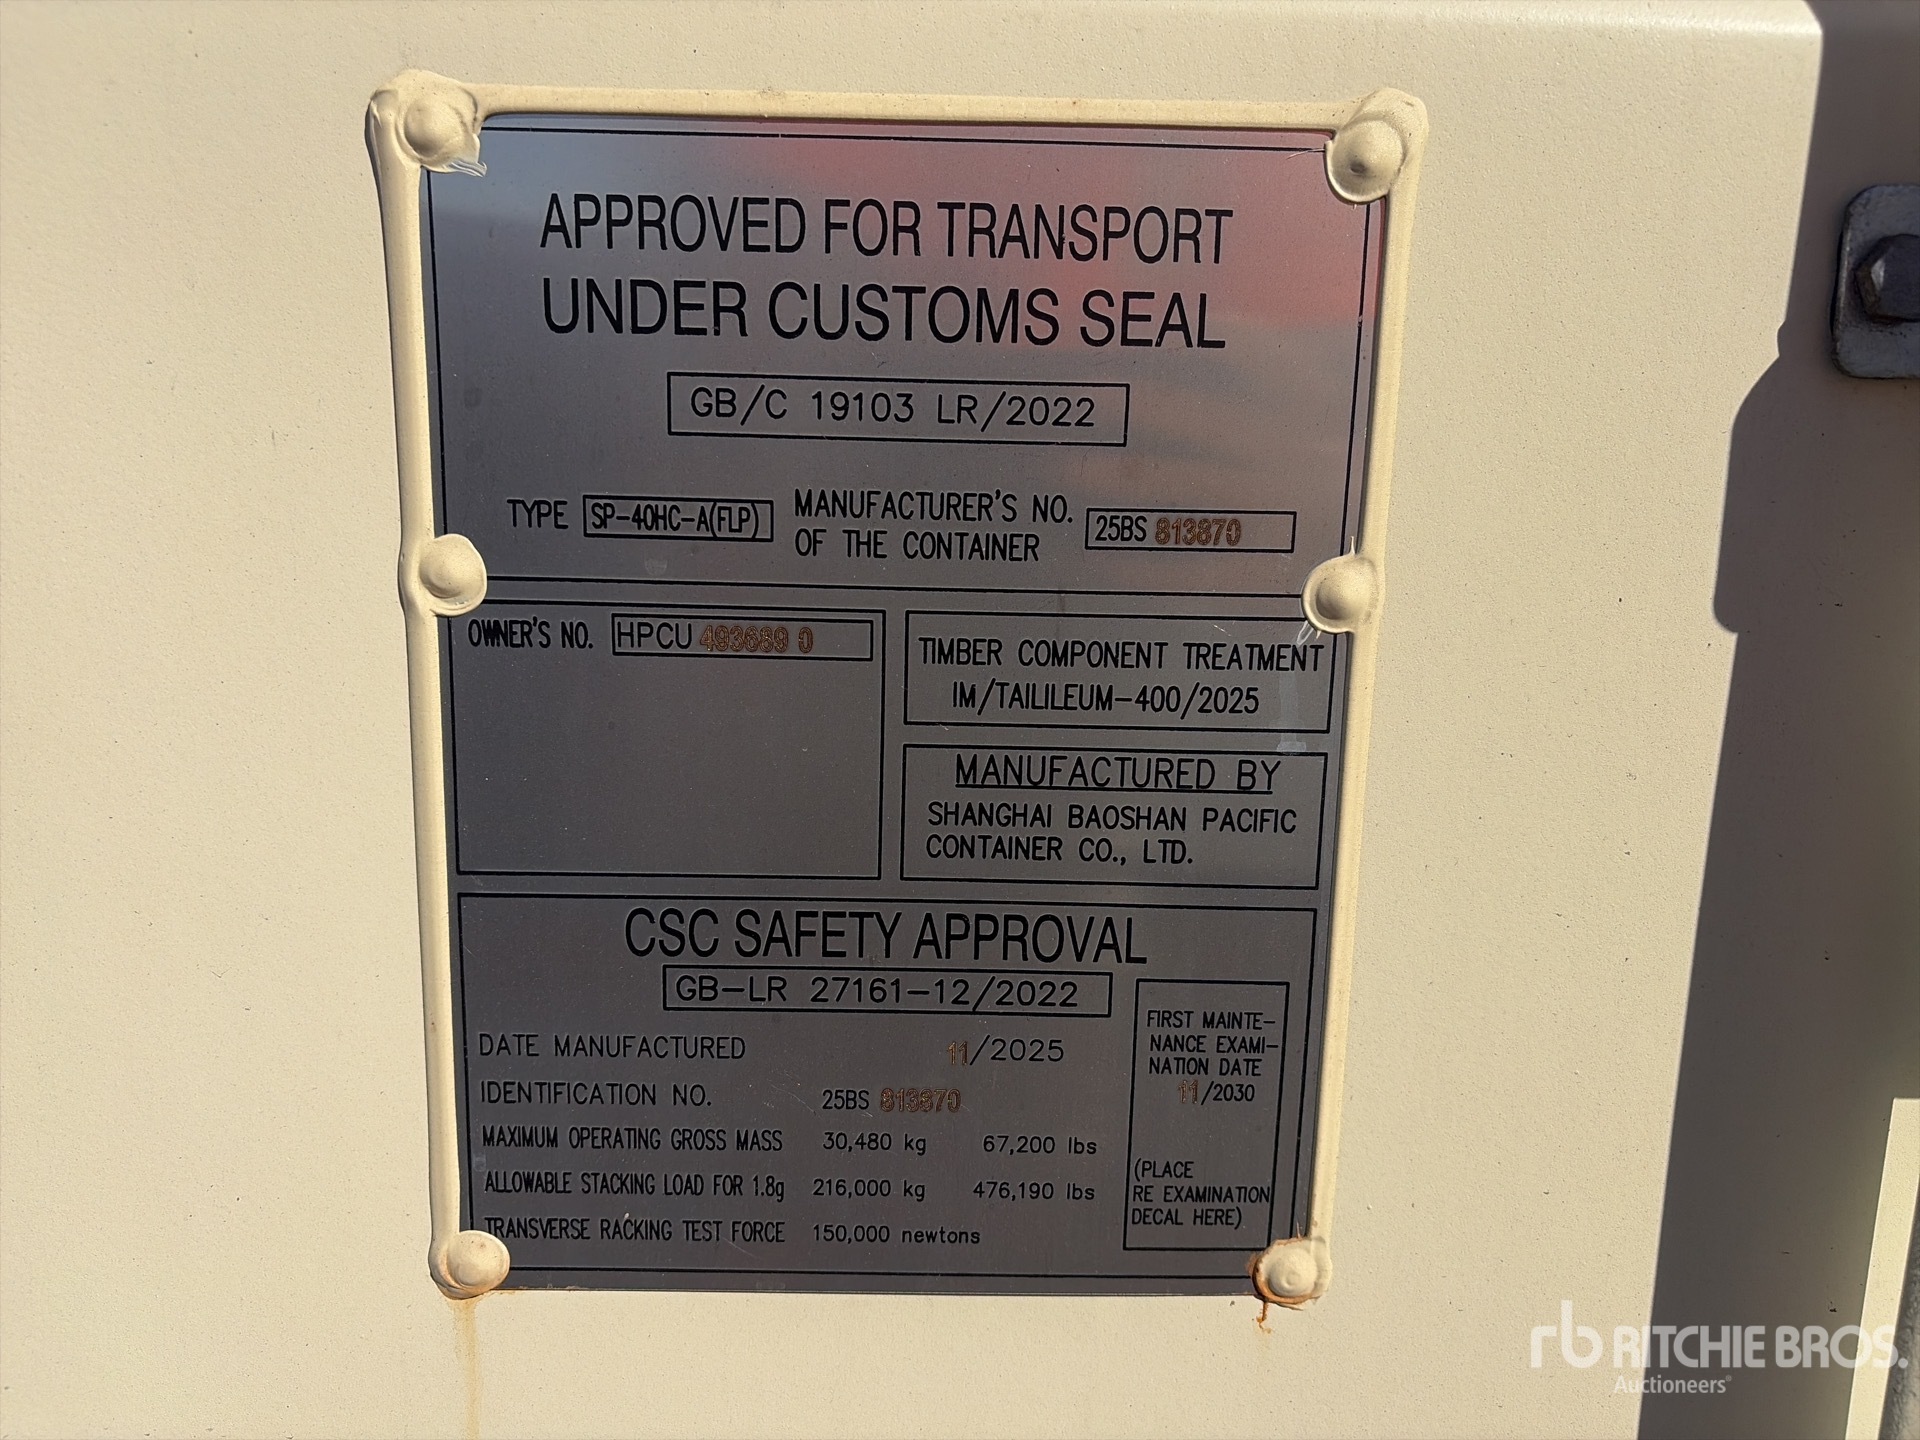 APPROVED FOR TRANSPORT
UNDER CUSTOMS SEAL
GB/C 19103 LR/2022
TYPE SP-40HC-A(FLP) MANUFACTURER'S NO.
OF THE CONTAINER 25BS 813870
OWNER'S NO. HPCU 493689 0
TIMBER COMPONENT TREATMENT
IM/TAILILEUM-400/2025
MANUFACTURED BY
SHANGHAI BAOSHAN PACIFIC
CONTAINER CO., LTD.
CSC SAFETY APPROVAL
GB-LR 27161-12/2022
DATE MANUFACTURED 11/2025
IDENTIFICATION NO. 25BS 813870
MAXIMUM OPERATING GROSS MASS 30,480 kg 67,200 lbs
ALLOWABLE STACKING LOAD FOR 1.8g 216,000 kg 476,190 lbs
TRANSVERSE RACKING TEST FORCE 150,000 newtons
FIRST MAINTE-
NANCE EXAMI-
NATION DATE
11/2030
(PLACE
RE EXAMINATION
DECAL HERE)
rb RITCHIE BROS.
Auctioneers